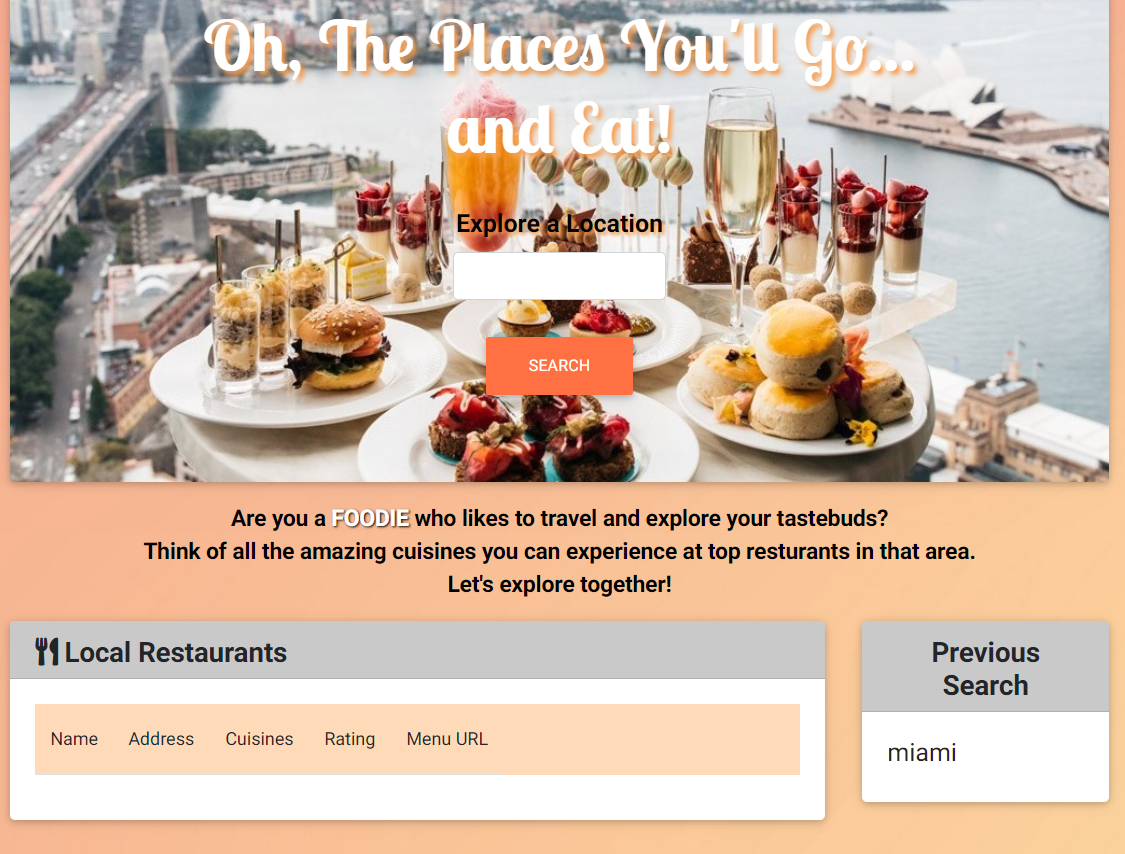 Oh, The Places You'll Go...
and Eat!
Explore a Location
SEARCH
Are you a FOODIE who likes to travel and explore your tastebuds?
Think of all the amazing cuisines you can experience at top resturants in that area.
Let's explore together!
Local Restaurants
Name Address Cuisines Rating Menu URL
Previous
Search
miami